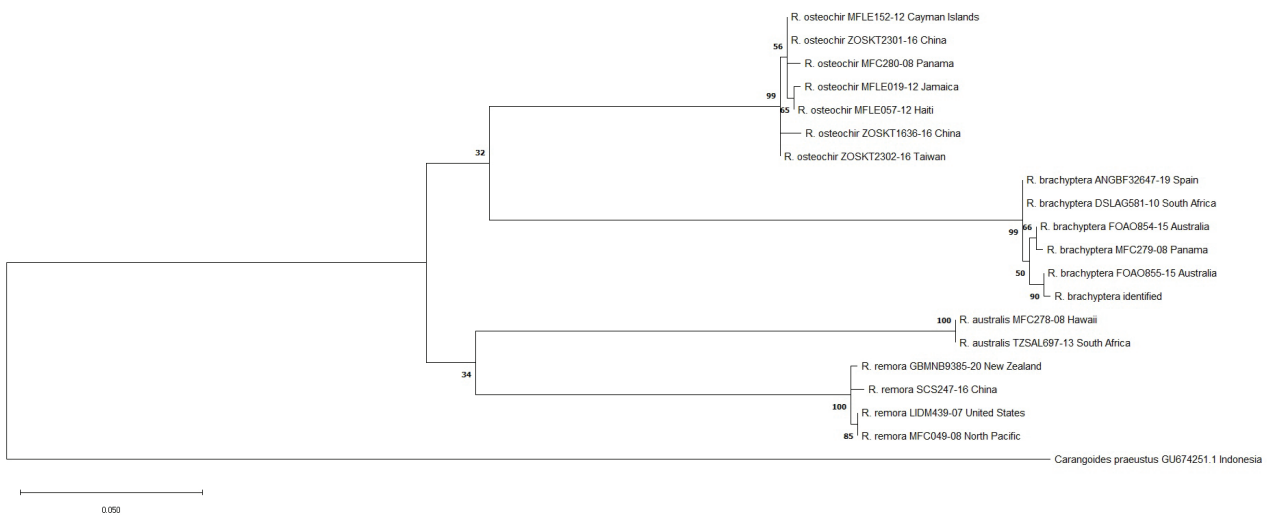 R. osteochir MFLE152-12 Cayman Islands
R. osteochir ZOSKT2301-16 China
56
R. osteochir MFC280-08 Panama
R. osteochir MFLE019-12 Jamaica
99
65
R. osteochir MFLE057-12 Haiti
R. osteochir ZOSKT1636-16 China
32
R. osteochir ZOSKT2302-16 Taiwan
R. brachyptera ANGBF32647-19 Spain
R. brachyptera DSLAG581-10 South Africa
99
66
R. brachyptera FOAO854-15 Australia
R. brachyptera MFC279-08 Panama
50
R. brachyptera FOAO855-15 Australia
90
R. brachyptera identified
100
R. australis MFC278-08 Hawaii
R. australis TZSAL697-13 South Africa
34
R. remora GBMNB9385-20 New Zealand
R. remora SCS247-16 China
100
R. remora LIDM439-07 United States
85
R. remora MFC049-08 North Pacific
Carangoides praeustus GU674251.1 Indonesia
0.050